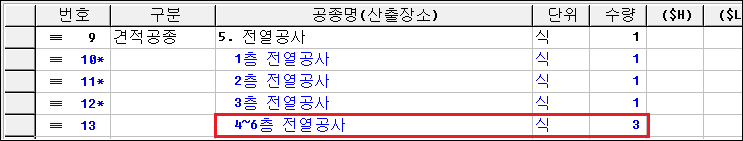 번호 구분 공종명(산출장소) 단위 수량 ($H) ($L
9 견적공종 5. 전열공사 식 1
10* 1층 전열공사 식 1
11* 2층 전열공사 식 1
12* 3층 전열공사 식 1
13 4~6층 전열공사 식 3